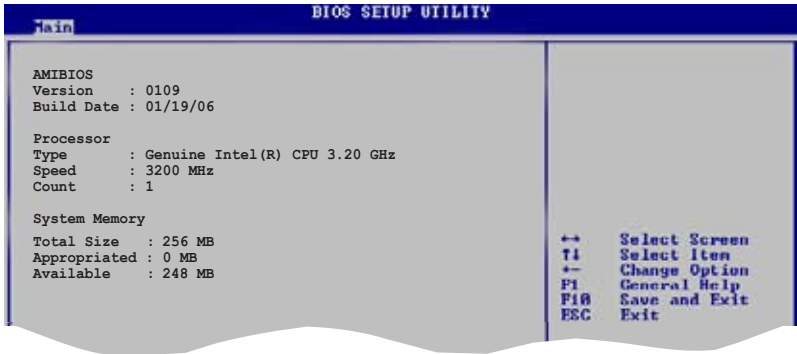 BIOS SETUP UTILITY
Main
AMIBIOS
Version : 0109
Build Date : 01/19/06
Processor
Type : Genuine Intel(R) CPU 3.20 GHz
Speed : 3200 MHz
Count : 1
System Memory
Total Size : 256 MB
Appropriated : 0 MB
Available : 248 MB
↔ Select Screen
↑↓ Select Item
+- Change Option
F1 General Help
F10 Save and Exit
ESC Exit